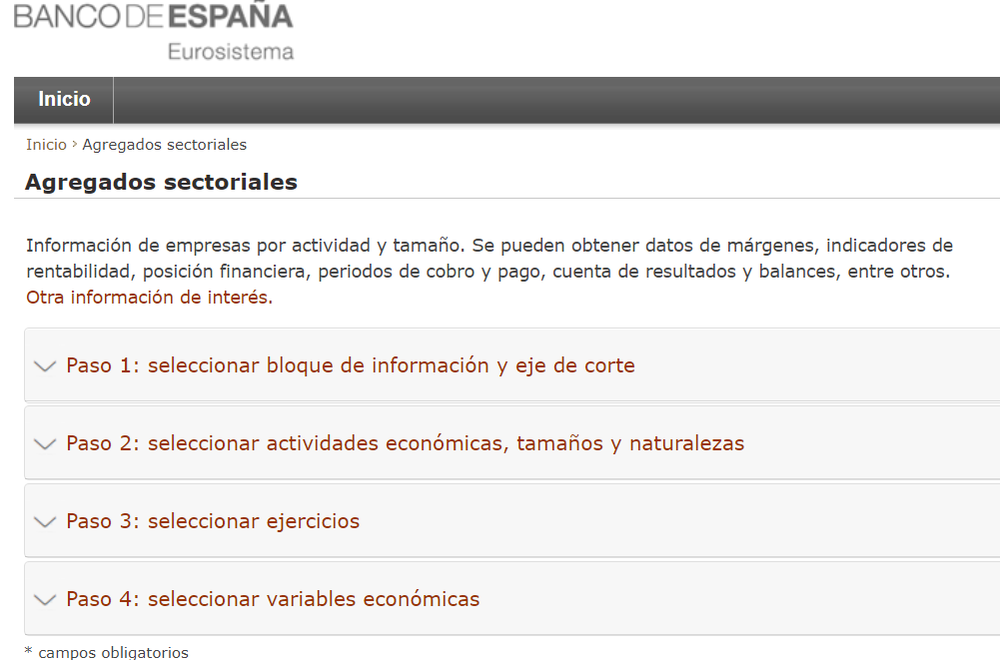 BANCO DE ESPAÑA
Eurosistema
Inicio
Inicio › Agregados sectoriales
Agregados sectoriales
Información de empresas por actividad y tamaño. Se pueden obtener datos de márgenes, indicadores de
rentabilidad, posición financiera, periodos de cobro y pago, cuenta de resultados y balances, entre otros.
Otra información de interés.
Paso 1: seleccionar bloque de información y eje de corte
Paso 2: seleccionar actividades económicas, tamaños y naturalezas
Paso 3: seleccionar ejercicios
Paso 4: seleccionar variables económicas
* campos obligatorios